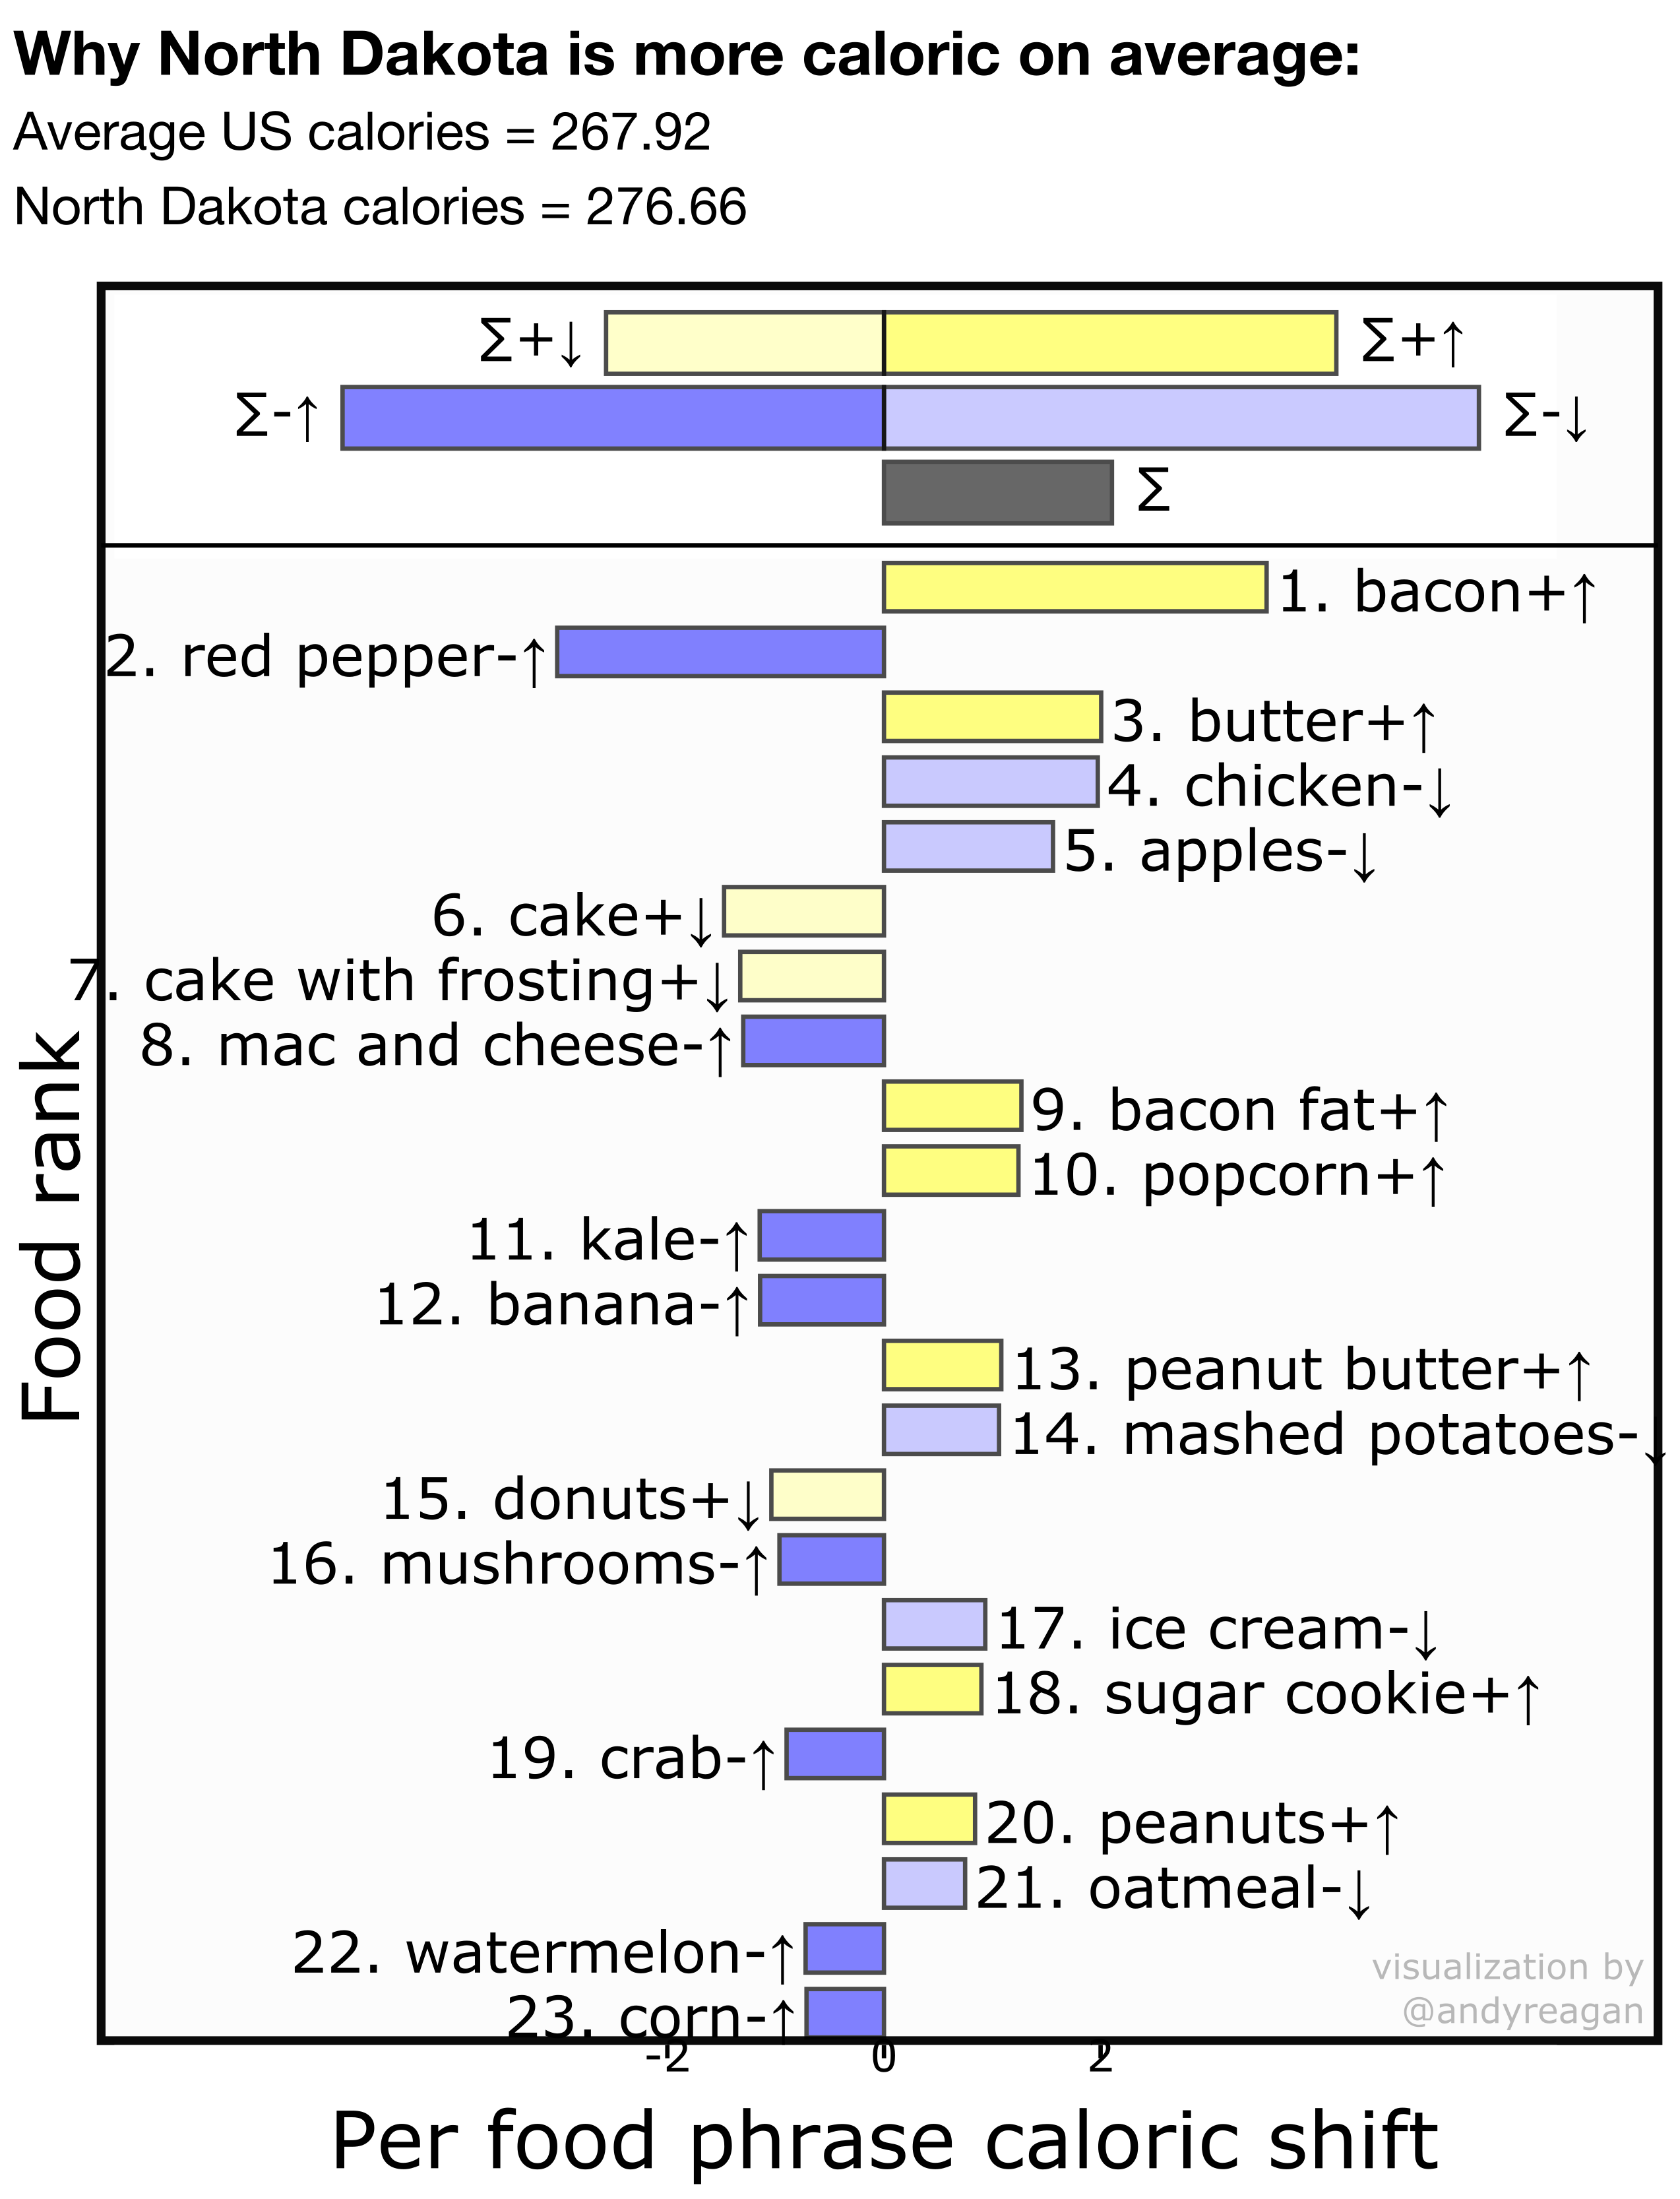 Why North Dakota is more caloric on average:
Average US calories = 267.92
North Dakota calories = 276.66
∑+↓
∑+↑
∑-↑
∑-↓
∑
1. bacon+↑
2. red pepper-↑
3. butter+↑
4. chicken-↓
5. apples-↓
6. cake+↓
7. cake with frosting+↓
8. mac and cheese-↑
9. bacon fat+↑
10. popcorn+↑
11. kale-↑
12. banana-↑
13. peanut butter+↑
14. mashed potatoes-↓
15. donuts+↓
16. mushrooms-↑
17. ice cream-↓
18. sugar cookie+↑
19. crab-↑
20. peanuts+↑
21. oatmeal-↓
22. watermelon-↑
23. corn-↑
Food rank
visualization by
@andyreagan
-2 0 2
Per food phrase caloric shift